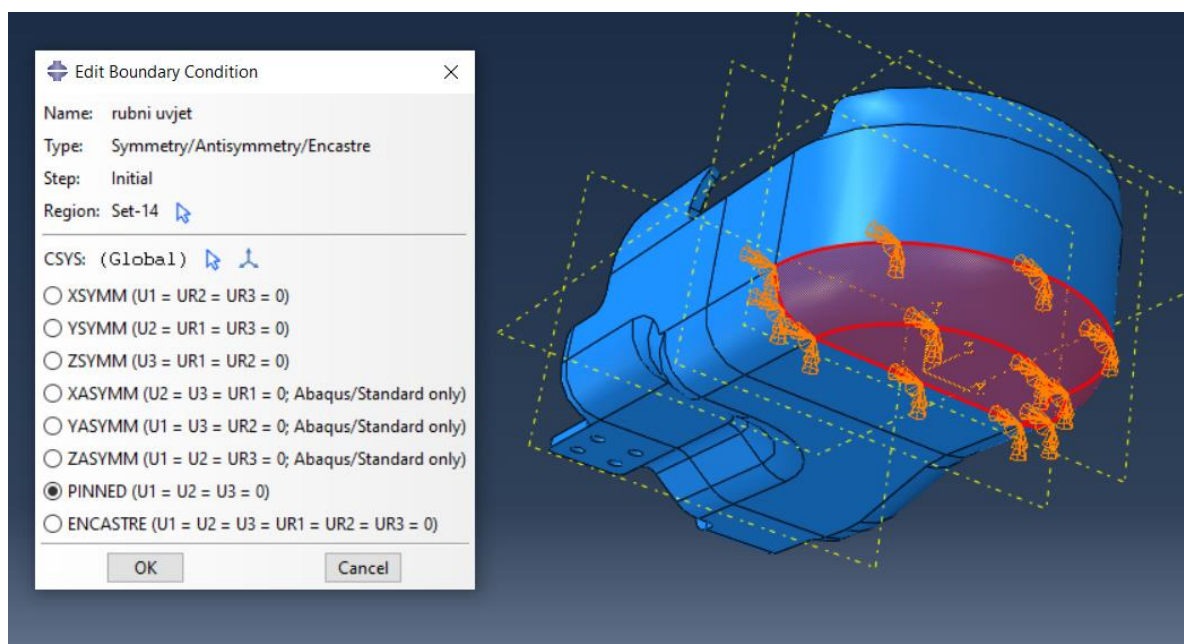 Edit Boundary Condition
Name: rubni uvjet
Type: Symmetry/Antisymmetry/Encastre
Step: Initial
Region: Set-14
CSYS: (Global)
XSYMM (U1 = UR2 = UR3 = 0)
YSYMM (U2 = UR1 = UR3 = 0)
ZSYMM (U3 = UR1 = UR2 = 0)
XASYMM (U2 = U3 = UR1 = 0; Abaqus/Standard only)
YASYMM (U1 = U3 = UR2 = 0; Abaqus/Standard only)
ZASYMM (U1 = U2 = UR3 = 0; Abaqus/Standard only)
PINNED (U1 = U2 = U3 = 0)
ENCASTRE (U1 = U2 = U3 = UR1 = UR2 = UR3 = 0)
OK Cancel